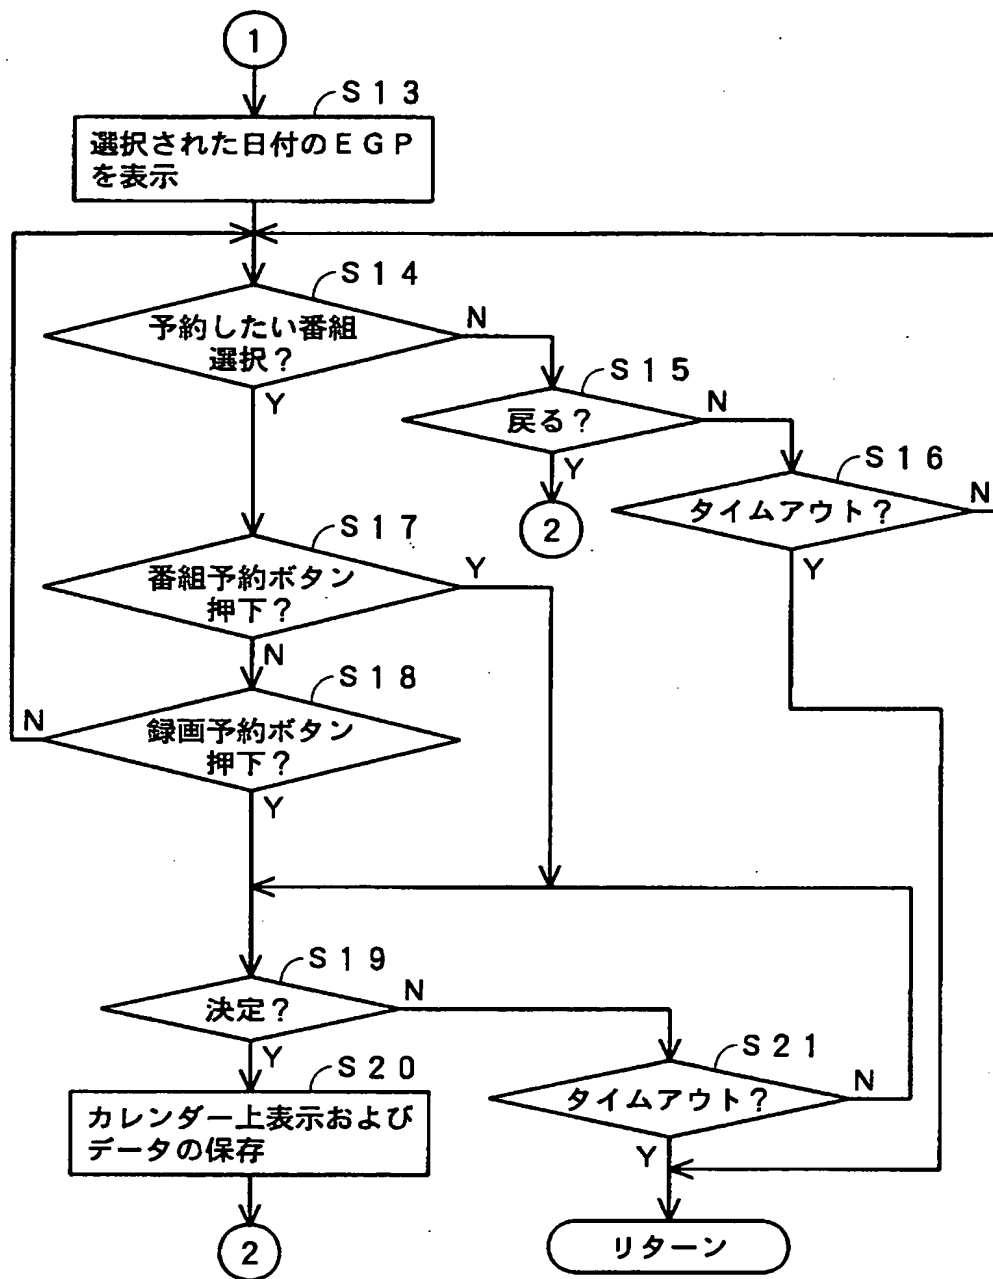 1
S13
選択された日付のEGP
を表示
S14
予約したい番組
選択?
N
Y
S15
戻る?
N
Y
2
S16
タイムアウト?
N
Y
S17
番組予約ボタン
押下?
Y
N
S18
録画予約ボタン
押下?
N
Y
S19
決定?
N
Y
S20
カレンダー上表示および
データの保存
2
S21
タイムアウト?
N
Y
リターン